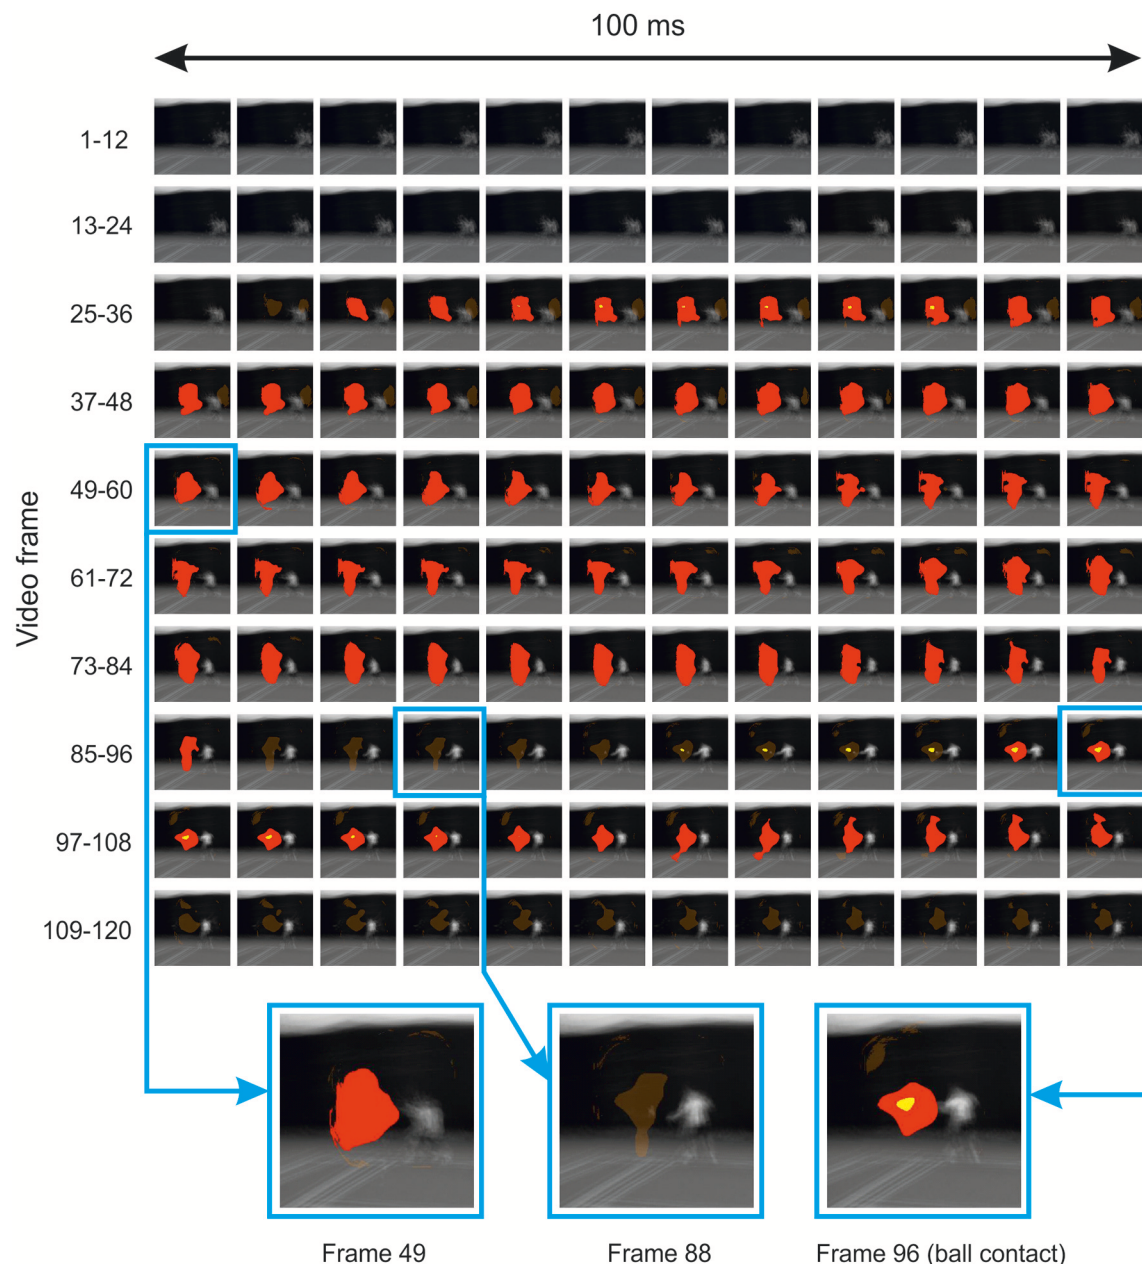 100 ms
Video frame
1-12
13-24
25-36
37-48
49-60
61-72
73-84
85-96
97-108
109-120
Frame 49
Frame 88
Frame 96 (ball contact)